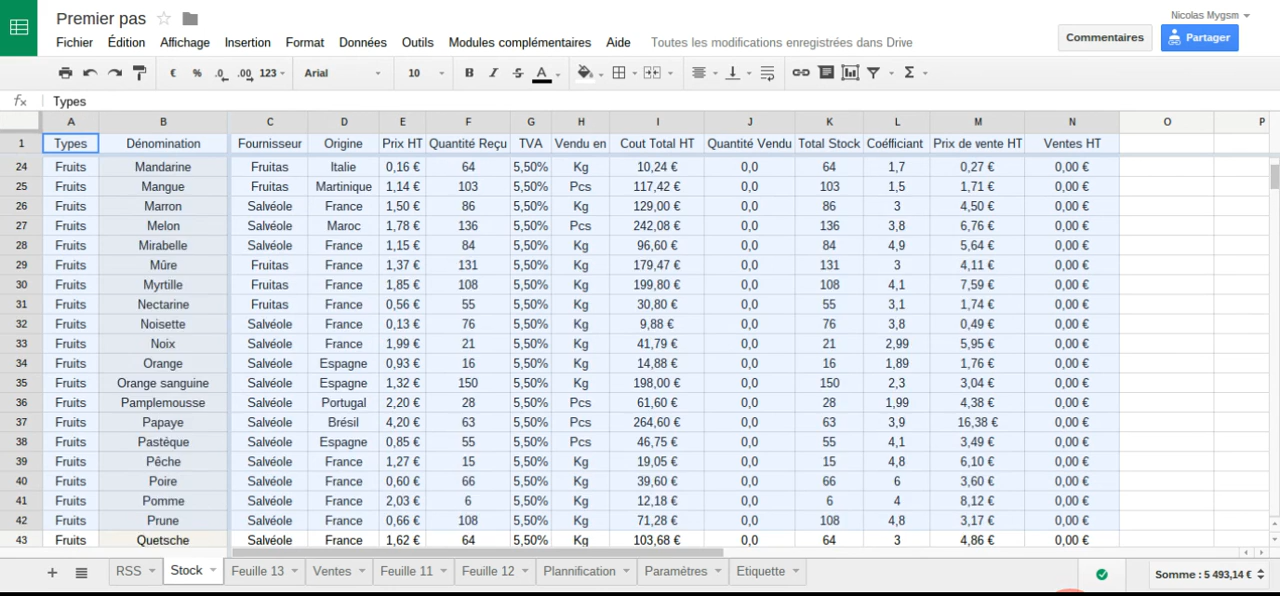 Premier pas
Nicolas Mygsm
Fichier Édition Affichage Insertion Format Données Outils Modules complémentaires Aide Toutes les modifications enregistrées dans Drive
Commentaires Partager
€ % .0 .00 123 Arial 10 B I S A Σ
fx Types
A B C D E F G H I J K L M N O P
1 Types Dénomination Fournisseur Origine Prix HT Quantité Reçu TVA Vendu en Cout Total HT Quantité Vendu Total Stock Coéfficiant Prix de vente HT Ventes HT
24 Fruits Mandarine Fruitas Italie 0,16 € 64 5,50% Kg 10,24 € 0,0 64 1,7 0,27 € 0,00 €
25 Fruits Mangue Fruitas Martinique 1,14 € 103 5,50% Pcs 117,42 € 0,0 103 1,5 1,71 € 0,00 €
26 Fruits Marron Salvéole France 1,50 € 86 5,50% Kg 129,00 € 0,0 86 3 4,50 € 0,00 €
27 Fruits Melon Salvéole Maroc 1,78 € 136 5,50% Pcs 242,08 € 0,0 136 3,8 6,76 € 0,00 €
28 Fruits Mirabelle Salvéole France 1,15 € 84 5,50% Kg 96,60 € 0,0 84 4,9 5,64 € 0,00 €
29 Fruits Mûre Fruitas France 1,37 € 131 5,50% Kg 179,47 € 0,0 131 3 4,11 € 0,00 €
30 Fruits Myrtille Fruitas France 1,85 € 108 5,50% Kg 199,80 € 0,0 108 4,1 7,59 € 0,00 €
31 Fruits Nectarine Fruitas France 0,56 € 55 5,50% Kg 30,80 € 0,0 55 3,1 1,74 € 0,00 €
32 Fruits Noisette Salvéole France 0,13 € 76 5,50% Kg 9,88 € 0,0 76 3,8 0,49 € 0,00 €
33 Fruits Noix Salvéole France 1,99 € 21 5,50% Kg 41,79 € 0,0 21 2,99 5,95 € 0,00 €
34 Fruits Orange Salvéole Espagne 0,93 € 16 5,50% Kg 14,88 € 0,0 16 1,89 1,76 € 0,00 €
35 Fruits Orange sanguine Salvéole Espagne 1,32 € 150 5,50% Kg 198,00 € 0,0 150 2,3 3,04 € 0,00 €
36 Fruits Pamplemousse Salvéole Portugal 2,20 € 28 5,50% Pcs 61,60 € 0,0 28 1,99 4,38 € 0,00 €
37 Fruits Papaye Salvéole Brésil 4,20 € 63 5,50% Pcs 264,60 € 0,0 63 3,9 16,38 € 0,00 €
38 Fruits Pastèque Salvéole Espagne 0,85 € 55 5,50% Pcs 46,75 € 0,0 55 4,1 3,49 € 0,00 €
39 Fruits Pêche Salvéole France 1,27 € 15 5,50% Kg 19,05 € 0,0 15 4,8 6,10 € 0,00 €
40 Fruits Poire Salvéole France 0,60 € 66 5,50% Kg 39,60 € 0,0 66 6 3,60 € 0,00 €
41 Fruits Pomme Salvéole France 2,03 € 6 5,50% Kg 12,18 € 0,0 6 4 8,12 € 0,00 €
42 Fruits Prune Salvéole France 0,66 € 108 5,50% Kg 71,28 € 0,0 108 4,8 3,17 € 0,00 €
43 Fruits Quetsche Salvéole France 1,62 € 64 5,50% Kg 103,68 € 0,0 64 3 4,86 € 0,00 €
RSS Stock Feuille 13 Ventes Feuille 11 Feuille 12 Plannification Paramétres Etiquette Somme : 5 493,14 €